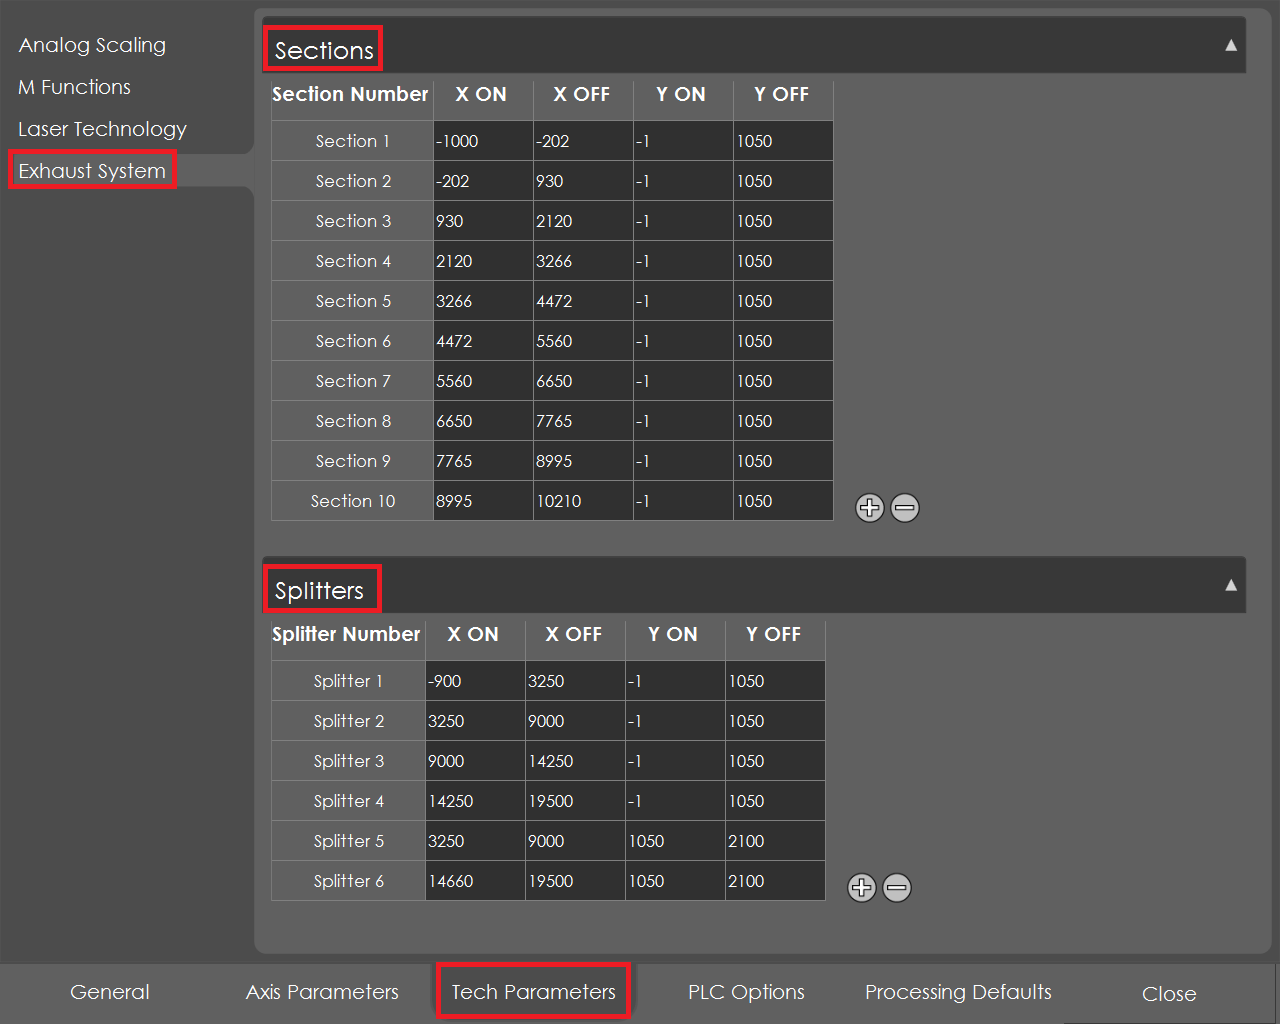 Analog Scaling
M Functions
Laser Technology
Exhaust System
Sections
Section Number X ON X OFF Y ON Y OFF
Section 1 -1000 -202 -1 1050
Section 2 -202 930 -1 1050
Section 3 930 2120 -1 1050
Section 4 2120 3266 -1 1050
Section 5 3266 4472 -1 1050
Section 6 4472 5560 -1 1050
Section 7 5560 6650 -1 1050
Section 8 6650 7765 -1 1050
Section 9 7765 8995 -1 1050
Section 10 8995 10210 -1 1050
Splitters
Splitter Number X ON X OFF Y ON Y OFF
Splitter 1 -900 3250 -1 1050
Splitter 2 3250 9000 -1 1050
Splitter 3 9000 14250 -1 1050
Splitter 4 14250 19500 -1 1050
Splitter 5 3250 9000 1050 2100
Splitter 6 14660 19500 1050 2100
General Axis Parameters Tech Parameters PLC Options Processing Defaults Close